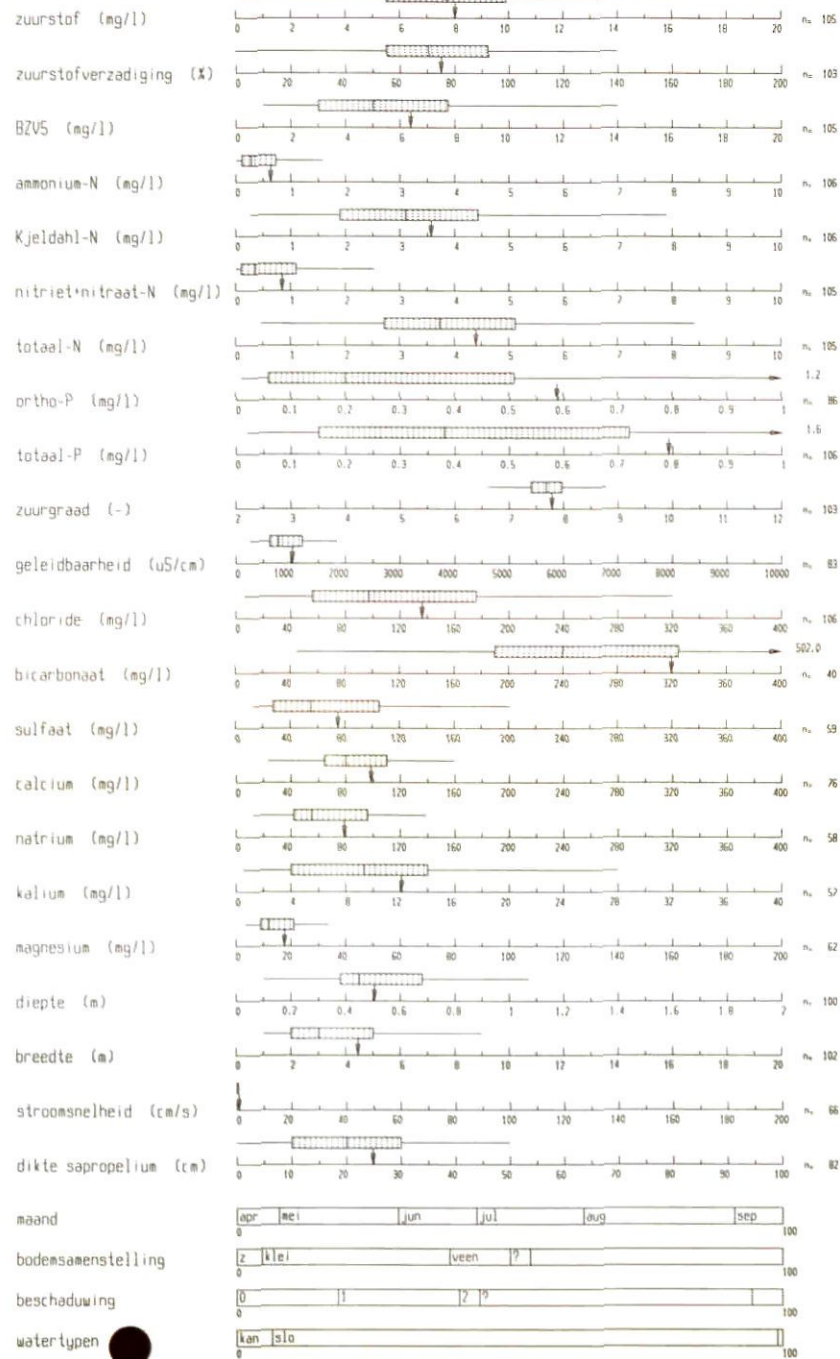 zuurstof (mg/l) 0 2 4 6 8 10 12 14 16 18 20 n= 105
zuurstofverzadiging (%) 0 20 40 60 80 100 120 140 160 180 200 n= 103
BZV5 (mg/l) 0 2 4 6 8 10 12 14 16 18 20 n= 105
ammonium-N (mg/l) 0 1 2 3 4 5 6 7 8 9 10 n= 106
Kjeldahl-N (mg/l) 0 1 2 3 4 5 6 7 8 9 10 n= 106
nitriet+nitraat-N (mg/l) 0 1 2 3 4 5 6 7 8 9 10 n= 105
totaal-N (mg/l) 0 1 2 3 4 5 6 7 8 9 10 n= 105
1.2
ortho-P (mg/l) 0 0.1 0.2 0.3 0.4 0.5 0.6 0.7 0.8 0.9 1 n= 86
1.6
totaal-P (mg/l) 0 0.1 0.2 0.3 0.4 0.5 0.6 0.7 0.8 0.9 1 n= 106
zuurgraad (-) 2 3 4 5 6 7 8 9 10 11 12 n= 103
geleidbaarheid (uS/cm) 0 1000 2000 3000 4000 5000 6000 7000 8000 9000 10000 n= 83
chloride (mg/l) 0 40 80 120 160 200 240 280 320 360 400 n= 106
502.0
bicarbonaat (mg/l) 0 40 80 120 160 200 240 280 320 360 400 n= 40
sulfaat (mg/l) 0 40 80 120 160 200 240 280 320 360 400 n= 59
calcium (mg/l) 0 40 80 120 160 200 240 280 320 360 400 n= 76
natrium (mg/l) 0 40 80 120 160 200 240 280 320 360 400 n= 58
kalium (mg/l) 0 4 8 12 16 20 24 28 32 36 40 n= 57
magnesium (mg/l) 0 20 40 60 80 100 120 140 160 180 200 n= 62
diepte (m) 0 0.2 0.4 0.6 0.8 1 1.2 1.4 1.6 1.8 2 n= 100
breedte (m) 0 2 4 6 8 10 12 14 16 18 20 n= 102
stroomsnelheid (cm/s) 0 20 40 60 80 100 120 140 160 180 200 n= 66
dikte sapropelium (cm) 0 10 20 30 40 50 60 70 80 90 100 n= 82
maand apr mei jun jul aug sep
0 100
bodemsamenstelling z klei veen ?
0 100
beschaduwing 0 1 2 ?
0 100
watertypen kan slo
0 100